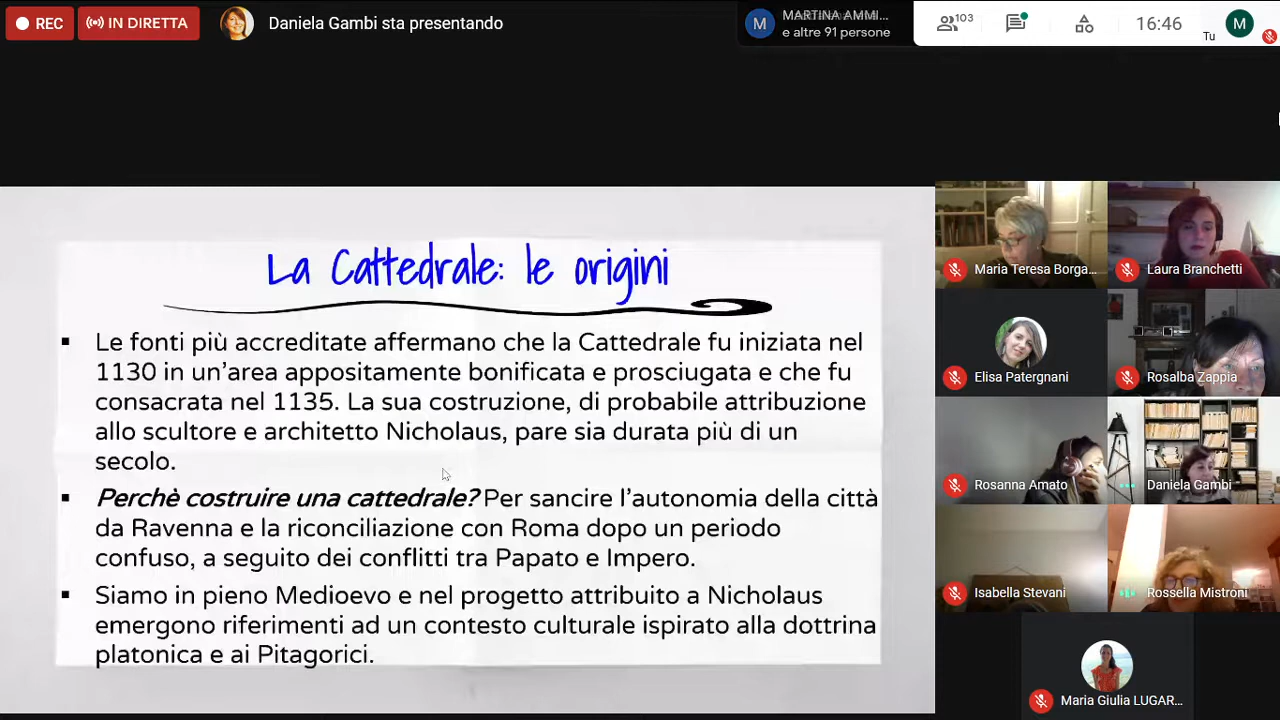 REC
IN DIRETTA
Daniela Gambi sta presentando
M
MARTINA AMMI...
e altre 91 persone
103
16:46
Tu
M
La Cattedrale: le origini
▪ Le fonti più accreditate affermano che la Cattedrale fu iniziata nel
1130 in un'area appositamente bonificata e prosciugata e che fu
consacrata nel 1135. La sua costruzione, di probabile attribuzione
allo scultore e architetto Nicholaus, pare sia durata più di un
secolo.
▪ Perchè costruire una cattedrale? Per sancire l'autonomia della città
da Ravenna e la riconciliazione con Roma dopo un periodo
confuso, a seguito dei conflitti tra Papato e Impero.
▪ Siamo in pieno Medioevo e nel progetto attribuito a Nicholaus
emergono riferimenti ad un contesto culturale ispirato alla dottrina
platonica e ai Pitagorici.
Maria Teresa Borga...
Laura Branchetti
Elisa Patergnani
Rosalba Zappia
Rosanna Amato
Daniela Gambi
Isabella Stevani
Rossella Mistroni
Maria Giulia LUGAR...